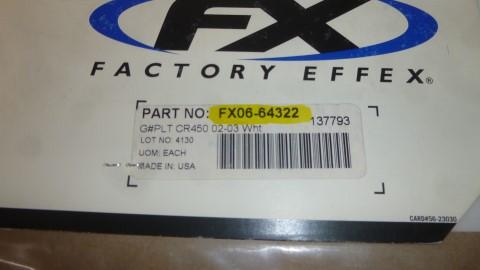 FX
FACTORY EFFEX®
PART NO: FX06-64322
137793
G#PLT CR450 02-03 Wht
LOT NO: 4130
UOM: EACH
MADE IN: USA
CARD#56-23030